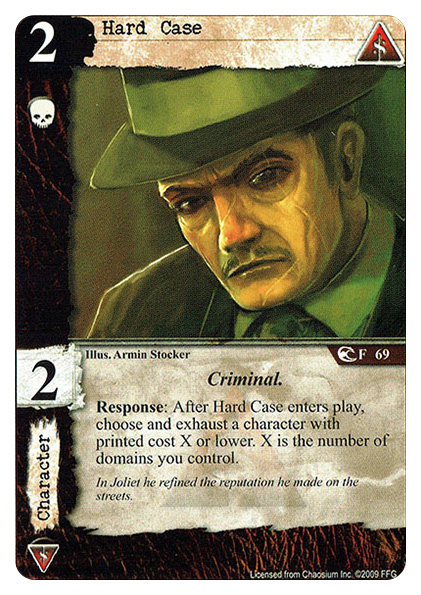 2
Hard Case
$
Illus. Armin Stocker
F 69
2
Criminal.
Response: After Hard Case enters play,
choose and exhaust a character with
printed cost X or lower. X is the number of
domains you control.
In Joliet he refined the reputation he made on the
streets.
Character
$
Licensed from Chaosium Inc. ©2009 FFG